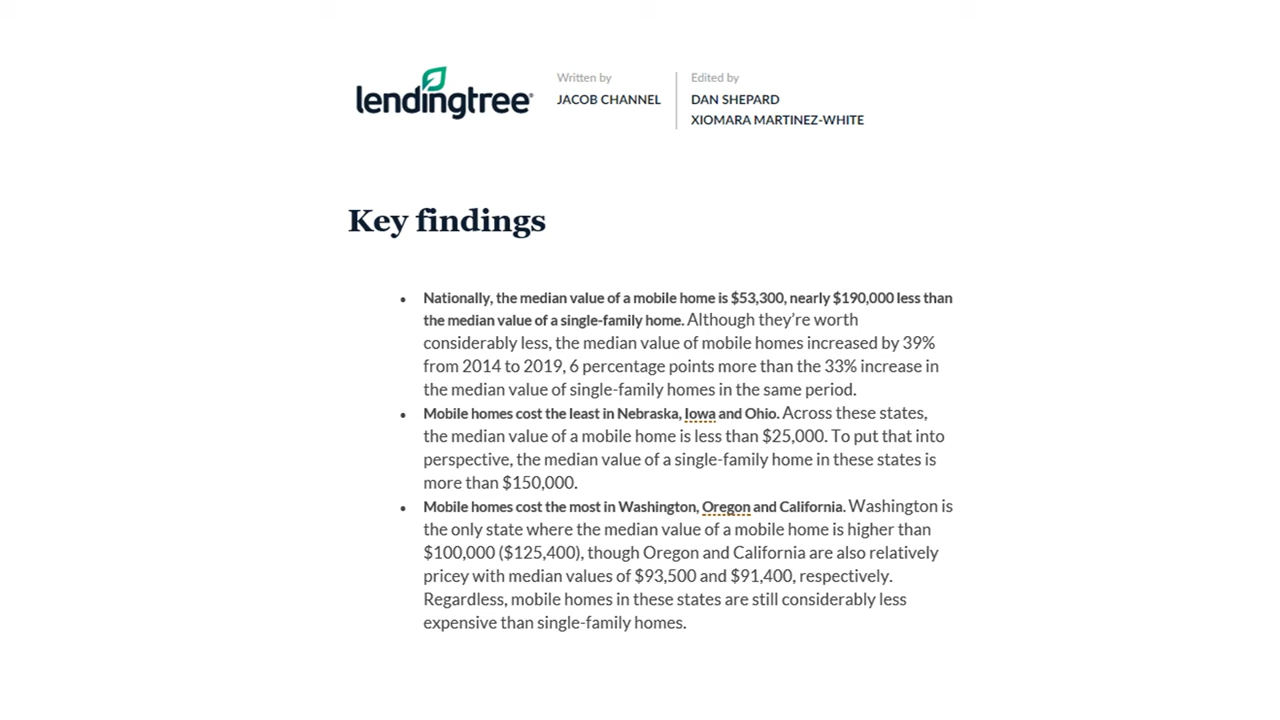 lendingtree®
Written by
JACOB CHANNEL
Edited by
DAN SHEPARD
XIOMARA MARTINEZ-WHITE
Key findings
• Nationally, the median value of a mobile home is $53,300, nearly $190,000 less than
the median value of a single-family home. Although they’re worth
considerably less, the median value of mobile homes increased by 39%
from 2014 to 2019, 6 percentage points more than the 33% increase in
the median value of single-family homes in the same period.
• Mobile homes cost the least in Nebraska, Iowa and Ohio. Across these states,
the median value of a mobile home is less than $25,000. To put that into
perspective, the median value of a single-family home in these states is
more than $150,000.
• Mobile homes cost the most in Washington, Oregon and California. Washington is
the only state where the median value of a mobile home is higher than
$100,000 ($125,400), though Oregon and California are also relatively
pricey with median values of $93,500 and $91,400, respectively.
Regardless, mobile homes in these states are still considerably less
expensive than single-family homes.